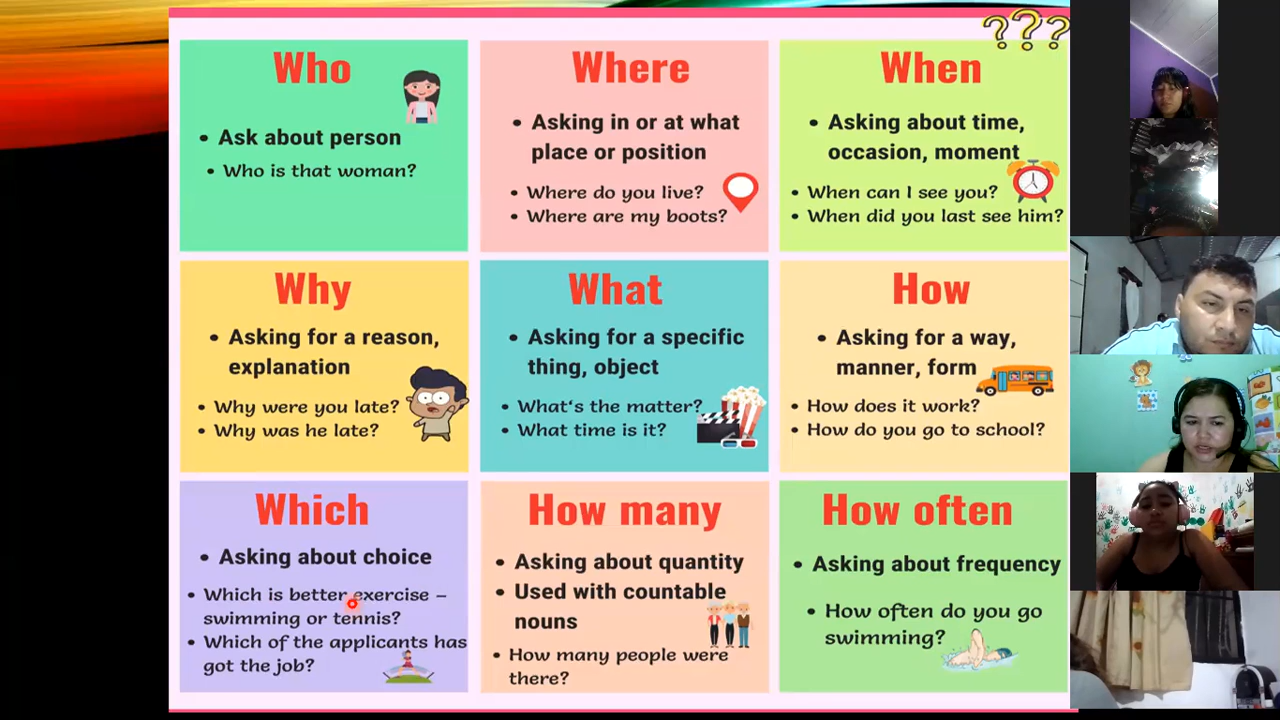 ???
Who
• Ask about person
• Who is that woman?
Where
• Asking in or at what
place or position
• Where do you live?
• Where are my boots?
When
• Asking about time,
occasion, moment
• When can I see you?
• When did you last see him?
Why
• Asking for a reason,
explanation
• Why were you late?
• Why was he late?
What
• Asking for a specific
thing, object
• What's the matter?
• What time is it?
How
• Asking for a way,
manner, form
• How does it work?
• How do you go to school?
Which
• Asking about choice
• Which is better exercise –
swimming or tennis?
• Which of the applicants has
got the job?
How many
• Asking about quantity
• Used with countable
nouns
• How many people were
there?
How often
• Asking about frequency
• How often do you go
swimming?